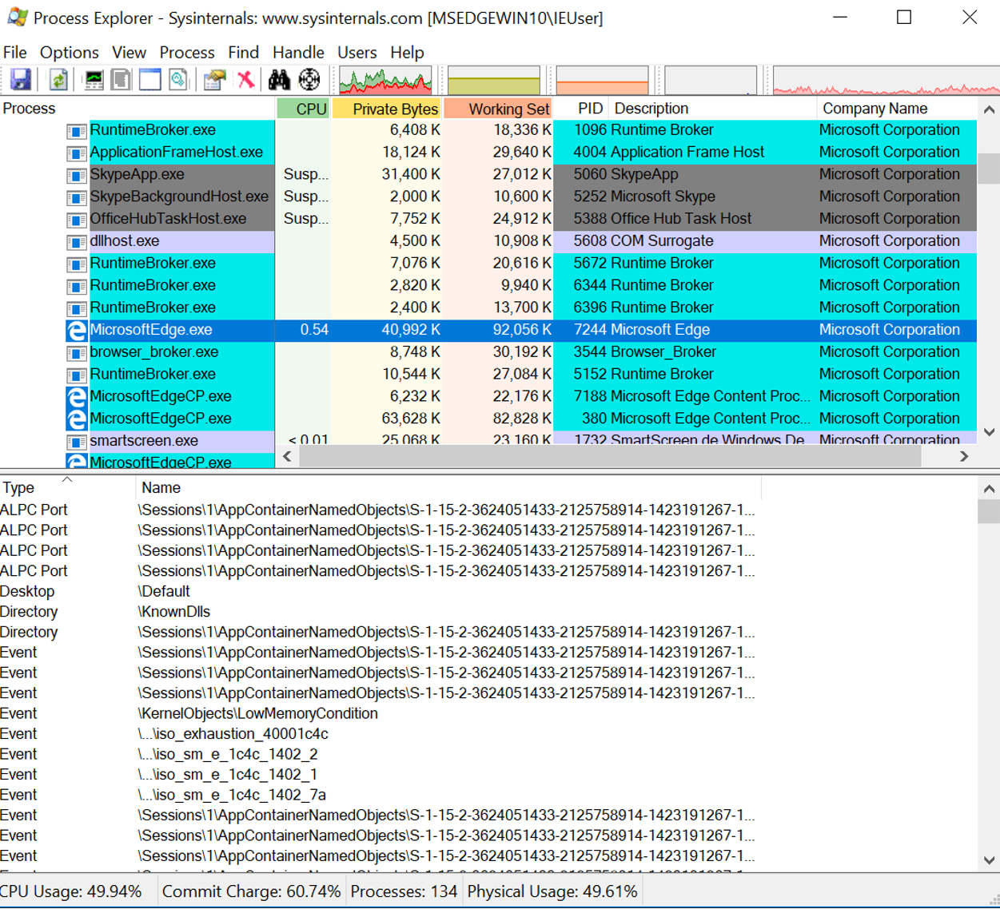 Process Explorer - Sysinternals: www.sysinternals.com [MSEDGEWIN10\IEUser]
File Options View Process Find Handle Users Help
Process CPU Private Bytes Working Set PID Description Company Name
RuntimeBroker.exe 6,408 K 18,336 K 1096 Runtime Broker Microsoft Corporation
ApplicationFrameHost.exe 18,124 K 29,640 K 4004 Application Frame Host Microsoft Corporation
SkypeApp.exe Susp... 31,400 K 27,012 K 5060 SkypeApp Microsoft Corporation
SkypeBackgroundHost.exe Susp... 2,000 K 10,600 K 5252 Microsoft Skype Microsoft Corporation
OfficeHubTaskHost.exe Susp... 7,752 K 24,912 K 5388 Office Hub Task Host Microsoft Corporation
dllhost.exe 4,500 K 10,908 K 5608 COM Surrogate Microsoft Corporation
RuntimeBroker.exe 7,076 K 20,616 K 5672 Runtime Broker Microsoft Corporation
RuntimeBroker.exe 2,820 K 9,940 K 6344 Runtime Broker Microsoft Corporation
RuntimeBroker.exe 2,400 K 13,700 K 6396 Runtime Broker Microsoft Corporation
MicrosoftEdge.exe 0.54 40,992 K 92,056 K 7244 Microsoft Edge Microsoft Corporation
browser_broker.exe 8,748 K 30,192 K 3544 Browser_Broker Microsoft Corporation
RuntimeBroker.exe 10,544 K 27,084 K 5152 Runtime Broker Microsoft Corporation
MicrosoftEdgeCP.exe 6,232 K 22,176 K 7188 Microsoft Edge Content Proc... Microsoft Corporation
MicrosoftEdgeCP.exe 63,628 K 82,828 K 380 Microsoft Edge Content Proc... Microsoft Corporation
smartscreen.exe < 0.01 25,068 K 23,160 K 1732 SmartScreen de Windows De Microsoft Corporation
MicrosoftEdgeCP.exe
Type Name
ALPC Port \Sessions\1\AppContainerNamedObjects\S-1-15-2-3624051433-2125758914-1423191267-1...
ALPC Port \Sessions\1\AppContainerNamedObjects\S-1-15-2-3624051433-2125758914-1423191267-1...
ALPC Port \Sessions\1\AppContainerNamedObjects\S-1-15-2-3624051433-2125758914-1423191267-1...
ALPC Port \Sessions\1\AppContainerNamedObjects\S-1-15-2-3624051433-2125758914-1423191267-1...
Desktop \Default
Directory \KnownDlls
Directory \Sessions\1\AppContainerNamedObjects\S-1-15-2-3624051433-2125758914-1423191267-1...
Event \Sessions\1\AppContainerNamedObjects\S-1-15-2-3624051433-2125758914-1423191267-1...
Event \Sessions\1\AppContainerNamedObjects\S-1-15-2-3624051433-2125758914-1423191267-1...
Event \Sessions\1\AppContainerNamedObjects\S-1-15-2-3624051433-2125758914-1423191267-1...
Event \KernelObjects\LowMemoryCondition
Event \...\iso_exhaustion_40001c4c
Event \...\iso_sm_e_1c4c_1402_2
Event \...\iso_sm_e_1c4c_1402_1
Event \...\iso_sm_e_1c4c_1402_7a
Event \Sessions\1\AppContainerNamedObjects\S-1-15-2-3624051433-2125758914-1423191267-1...
Event \Sessions\1\AppContainerNamedObjects\S-1-15-2-3624051433-2125758914-1423191267-1...
Event \Sessions\1\AppContainerNamedObjects\S-1-15-2-3624051433-2125758914-1423191267-1...
CPU Usage: 49.94% Commit Charge: 60.74% Processes: 134 Physical Usage: 49.61%